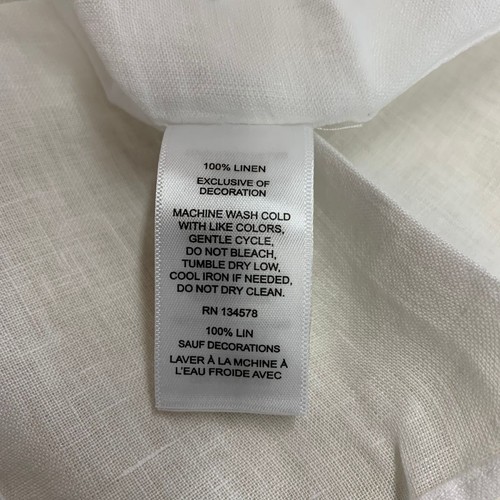 100% LINEN
EXCLUSIVE OF
DECORATION
MACHINE WASH COLD
WITH LIKE COLORS,
GENTLE CYCLE,
DO NOT BLEACH,
TUMBLE DRY LOW,
COOL IRON IF NEEDED,
DO NOT DRY CLEAN.
RN 134578
100% LIN
SAUF DECORATIONS
LAVER À LA MCHINE À
L'EAU FROIDE AVEC